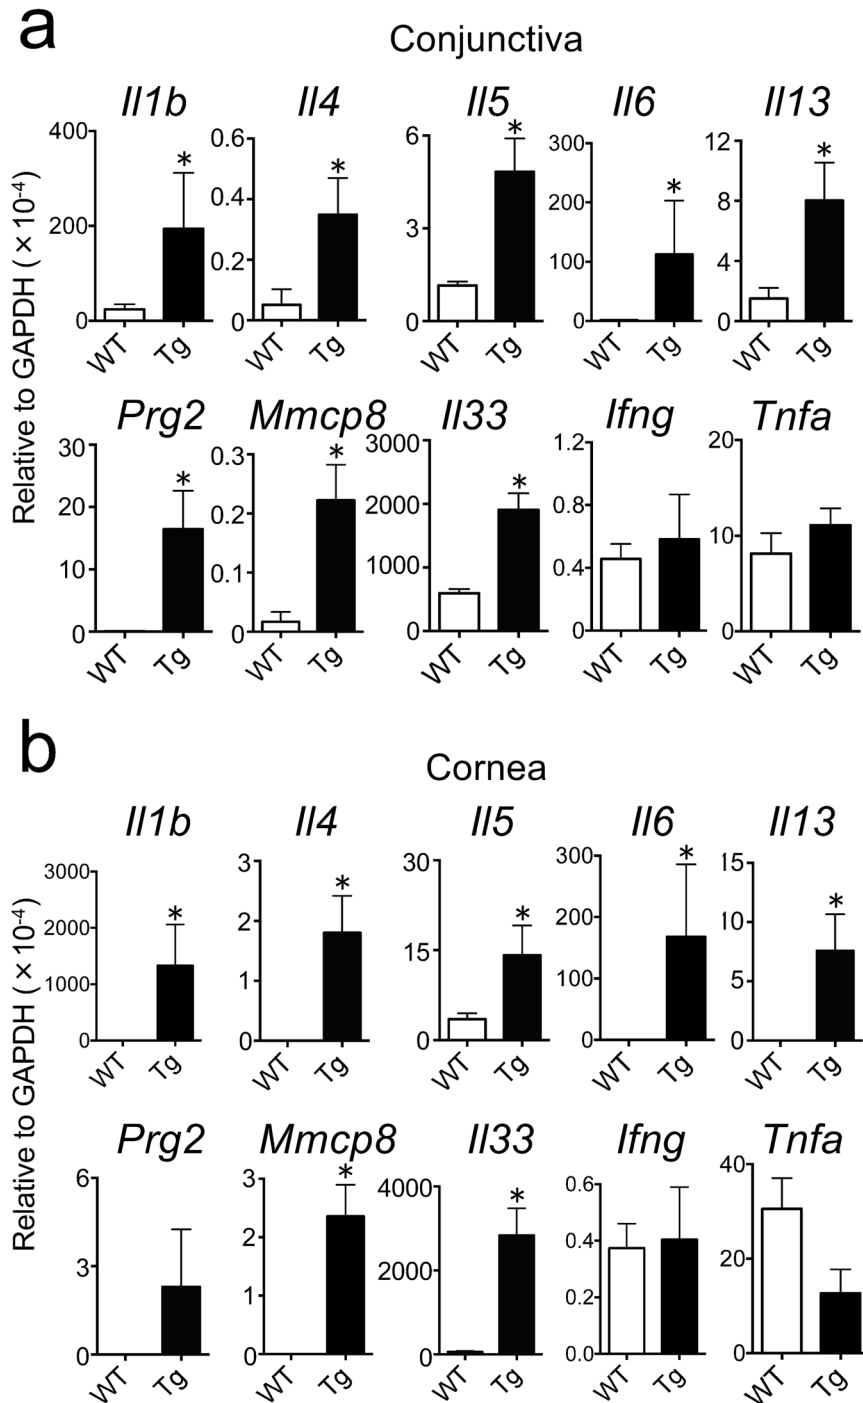 a
Conjunctiva
Il1b Il4 Il5 Il6 Il13
Relative to GAPDH (×10-4)
400 200 0
0.6 0.4 0.2 0
6 3 0
300 200 100 0
12 8 4 0
* * * * *
WT Tg WT Tg WT Tg WT Tg WT Tg
Prg2 Mmcp8 Il33 Ifng Tnfa
30 20 10 0
0.3 0.2 0.1 0
3000 2000 1000 0
1.2 0.8 0.4 0
20 10 0
* * *
WT Tg WT Tg WT Tg WT Tg WT Tg
b
Cornea
Il1b Il4 Il5 Il6 Il13
Relative to GAPDH (×10-4)
3000 2000 1000 0
3 2 1 0
30 15 0
300 200 100 0
15 10 5 0
* * * * *
WT Tg WT Tg WT Tg WT Tg WT Tg
Prg2 Mmcp8 Il33 Ifng Tnfa
6 3 0
3 2 1 0
4000 2000 0
0.6 0.4 0.2 0.0
40 20 0
* *
WT Tg WT Tg WT Tg WT Tg WT Tg